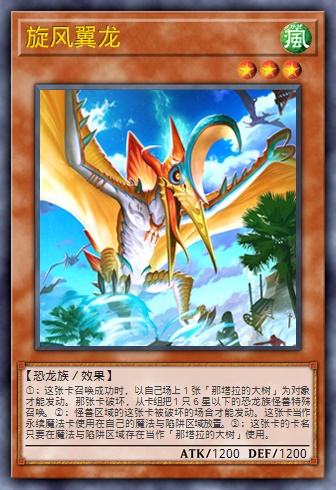 旋风翼龙
風
【恐龙族／效果】
①：这张卡召唤成功时，以自己场上１张「那塔拉的大树」为对象
才能发动。那张卡破坏，从卡组把１只６星以下的恐龙族怪兽特殊
召唤。②：怪兽区域的这张卡被破坏的场合才能发动。这张卡当作
永续魔法卡使用在自己的魔法与陷阱区域放置。③：这张卡的卡名
只要在魔法与陷阱区域存在当作「那塔拉的大树」使用。
ATK/1200 DEF/1200